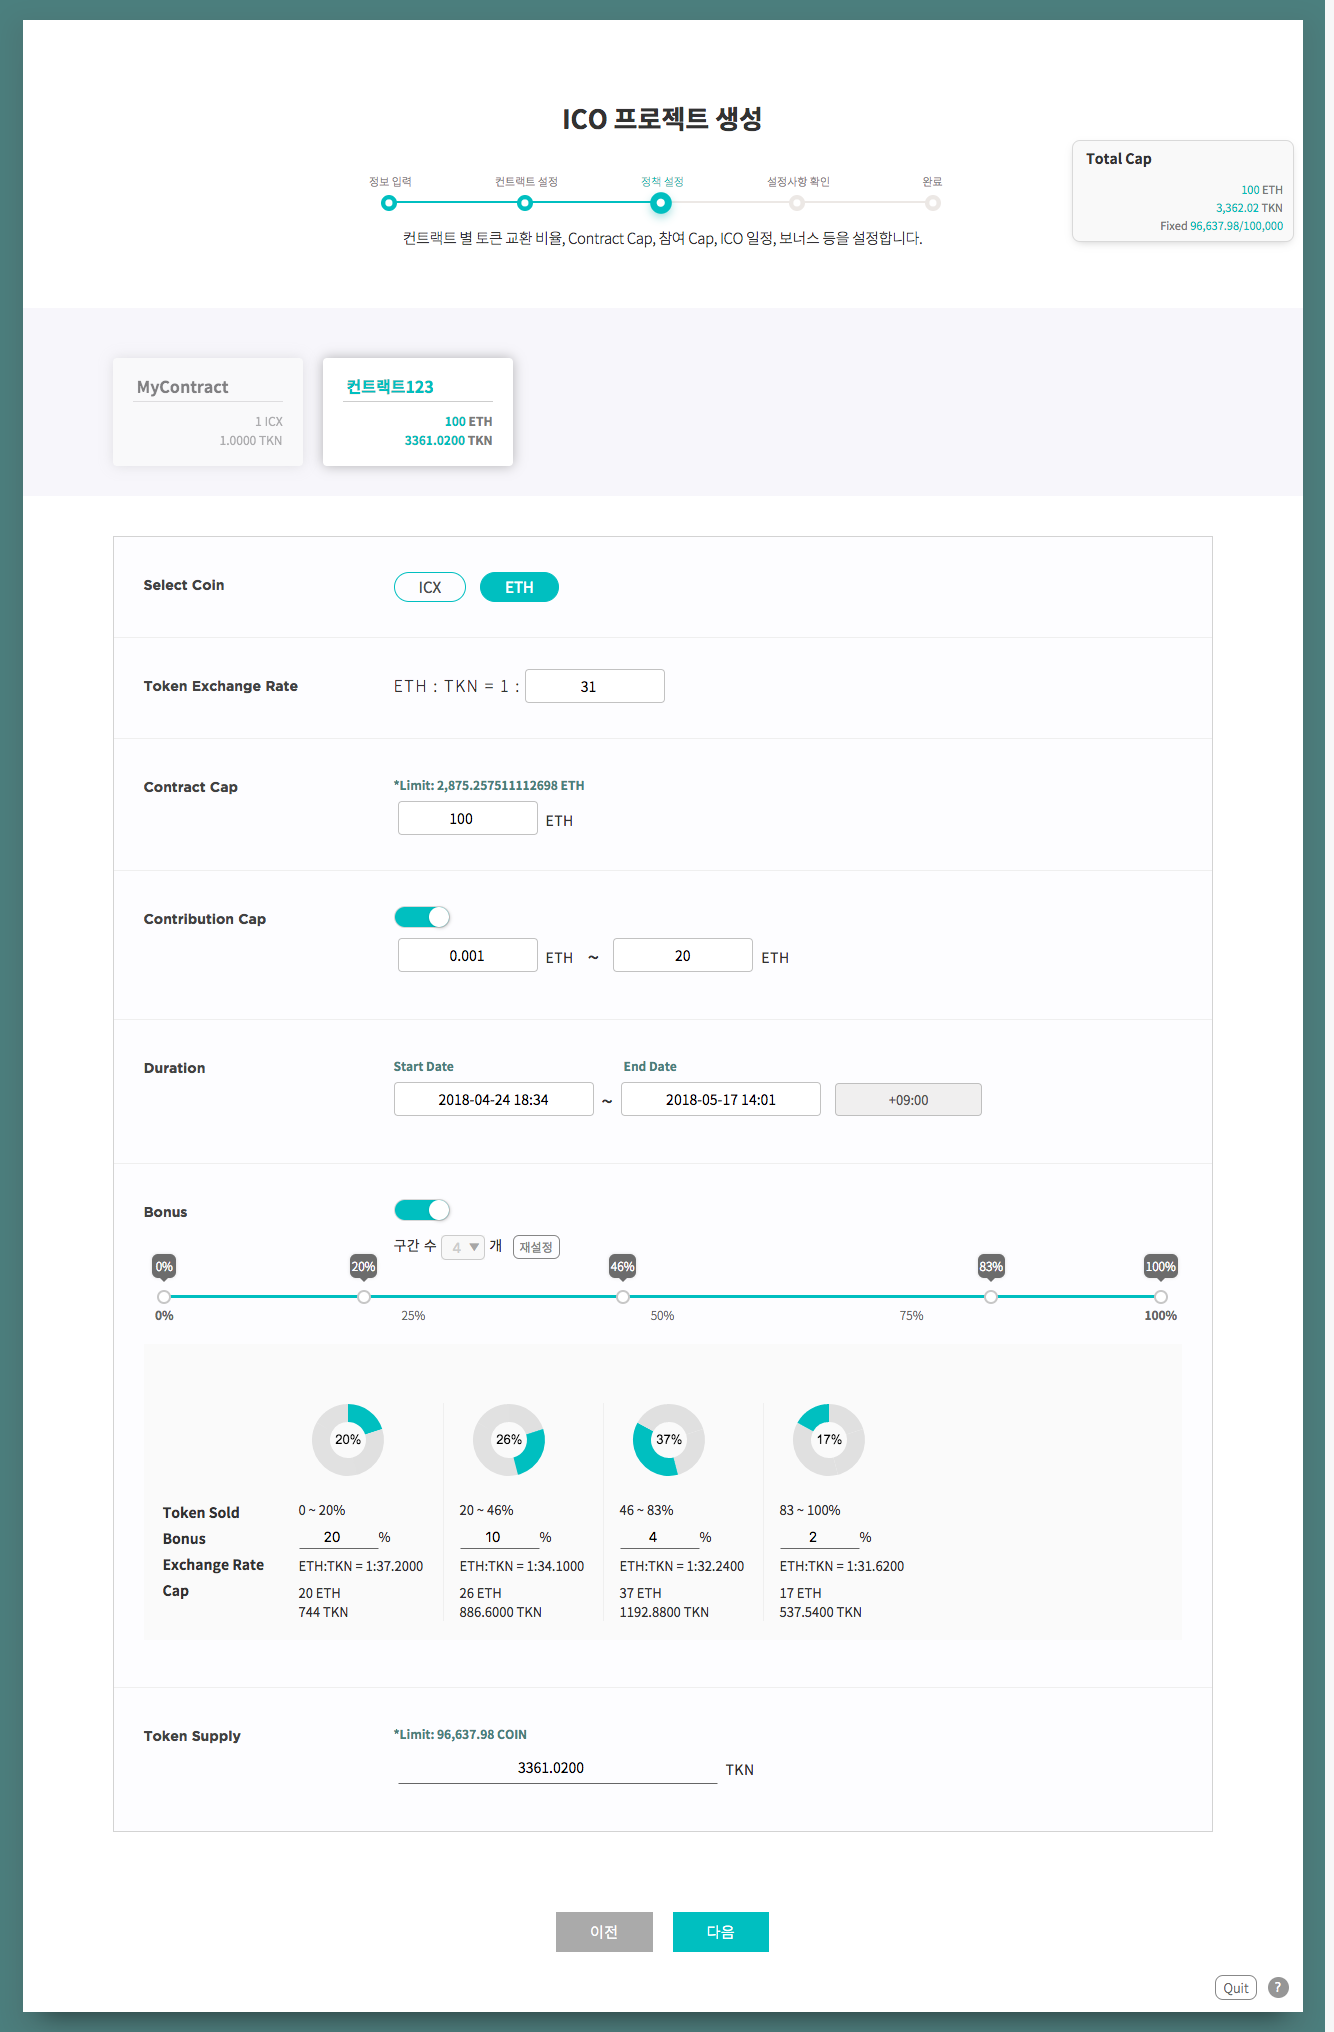 ICO 프로젝트 생성
정보 입력
컨트랙트 설정
정책 설정
설정사항 확인
완료
컨트랙트 별 토큰 교환 비율, Contract Cap, 참여 Cap, ICO 일정, 보너스 등을 설정합니다.
Total Cap
100 ETH
3,362.02 TKN
Fixed 96,637.98/100,000
MyContract
1 ICX
1.0000 TKN
컨트랙트123
100 ETH
3361.0200 TKN
Select Coin
ICX
ETH
Token Exchange Rate
ETH : TKN = 1 : 31
Contract Cap
*Limit: 2,875.257511112698 ETH
100 ETH
Contribution Cap
0.001 ETH ~ 20 ETH
Duration
Start Date
End Date
2018-04-24 18:34 ~ 2018-05-17 14:01 +09:00
Bonus
구간 수 4 ▼ 개 재설정
0% 20% 46% 83% 100%
0% 25% 50% 75% 100%
20% 26% 37% 17%
Token Sold 0 ~ 20% 20 ~ 46% 46 ~ 83% 83 ~ 100%
Bonus 20 % 10 % 4 % 2 %
Exchange Rate ETH:TKN = 1:37.2000 ETH:TKN = 1:34.1000 ETH:TKN = 1:32.2400 ETH:TKN = 1:31.6200
Cap 20 ETH 26 ETH 37 ETH 17 ETH
744 TKN 886.6000 TKN 1192.8800 TKN 537.5400 TKN
Token Supply
*Limit: 96,637.98 COIN
3361.0200 TKN
이전
다음
Quit
?